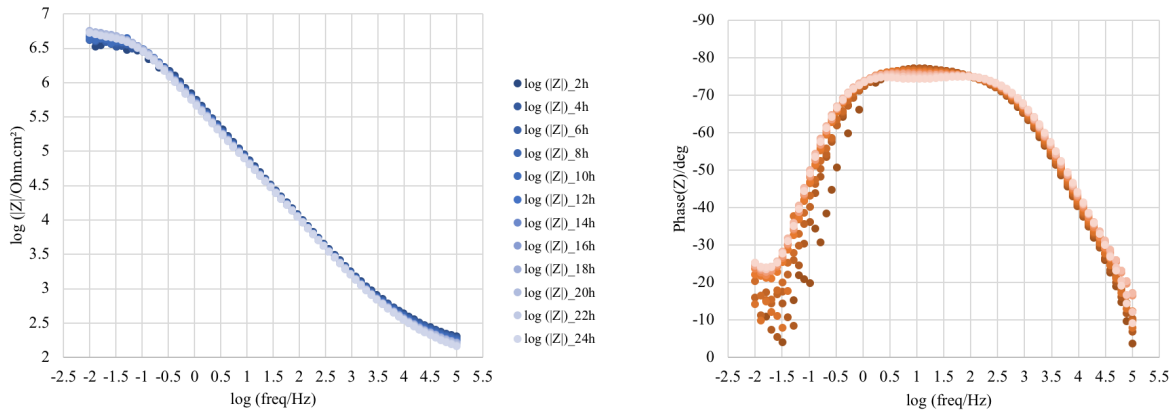 7
6.5
6
5.5
5
4.5
4
3.5
3
2.5
2
log (|Z|/Ohm.cm²)
-2.5 -2 -1.5 -1 -0.5 0 0.5 1 1.5 2 2.5 3 3.5 4 4.5 5 5.5
log (freq/Hz)
log (|Z|)_2h
log (|Z|)_4h
log (|Z|)_6h
log (|Z|)_8h
log (|Z|)_10h
log (|Z|)_12h
log (|Z|)_14h
log (|Z|)_16h
log (|Z|)_18h
log (|Z|)_20h
log (|Z|)_22h
log (|Z|)_24h
-90
-80
-70
-60
-50
-40
-30
-20
-10
0
Phase(Z)/deg
-2.5 -2 -1.5 -1 -0.5 0 0.5 1 1.5 2 2.5 3 3.5 4 4.5 5 5.5
log (freq/Hz)